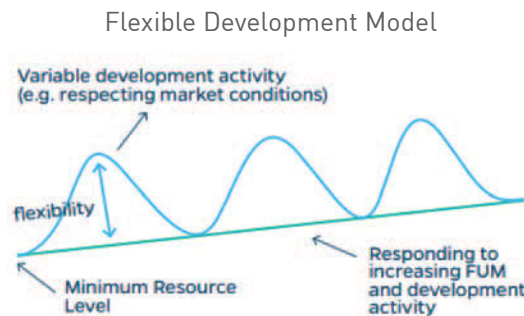 Flexible Development Model
Variable development activity
(e.g. respecting market conditions)
flexibility
Minimum Resource
Level
Responding to
increasing FUM
and development
activity